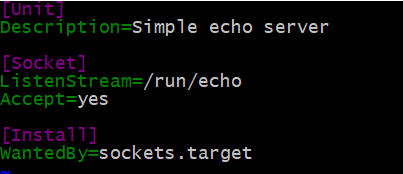 [Unit]
Description=Simple echo server

[Socket]
ListenStream=/run/echo
Accept=yes

[Install]
WantedBy=sockets.target
~